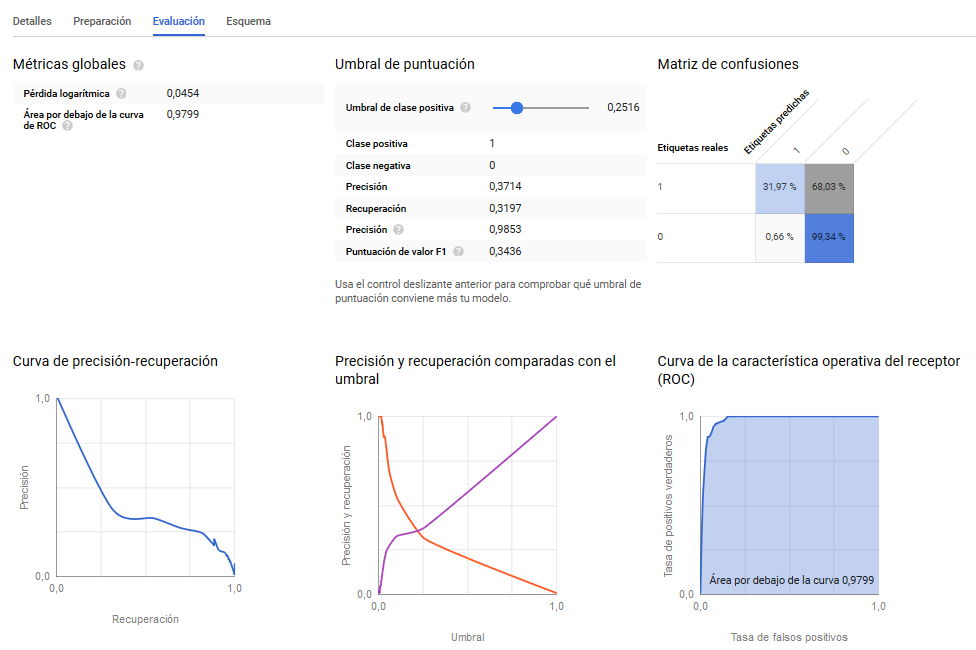 Detalles Preparación Evaluación Esquema
Métricas globales
Pérdida logarítmica 0,0454
Área por debajo de la curva
de ROC 0,9799
Umbral de puntuación
Umbral de clase positiva 0,2516
Clase positiva 1
Clase negativa 0
Precisión 0,3714
Recuperación 0,3197
Precisión 0,9853
Puntuación de valor F1 0,3436
Usa el control deslizante anterior para comprobar qué umbral de
puntuación conviene más tu modelo.
Matriz de confusiones
Etiquetas predichas
Etiquetas reales 1 0
1 31,97 % 68,03 %
0 0,66 % 99,34 %
Curva de precisión-recuperación
1,0
Precisión
0,0
0,0 1,0
Recuperación
Precisión y recuperación comparadas con el
umbral
1,0
Precisión y recuperación
0,0
0,0 1,0
Umbral
Curva de la característica operativa del receptor
(ROC)
1,0
Tasa de positivos verdaderos
Área por debajo de la curva 0,9799
0,0
0,0 1,0
Tasa de falsos positivos